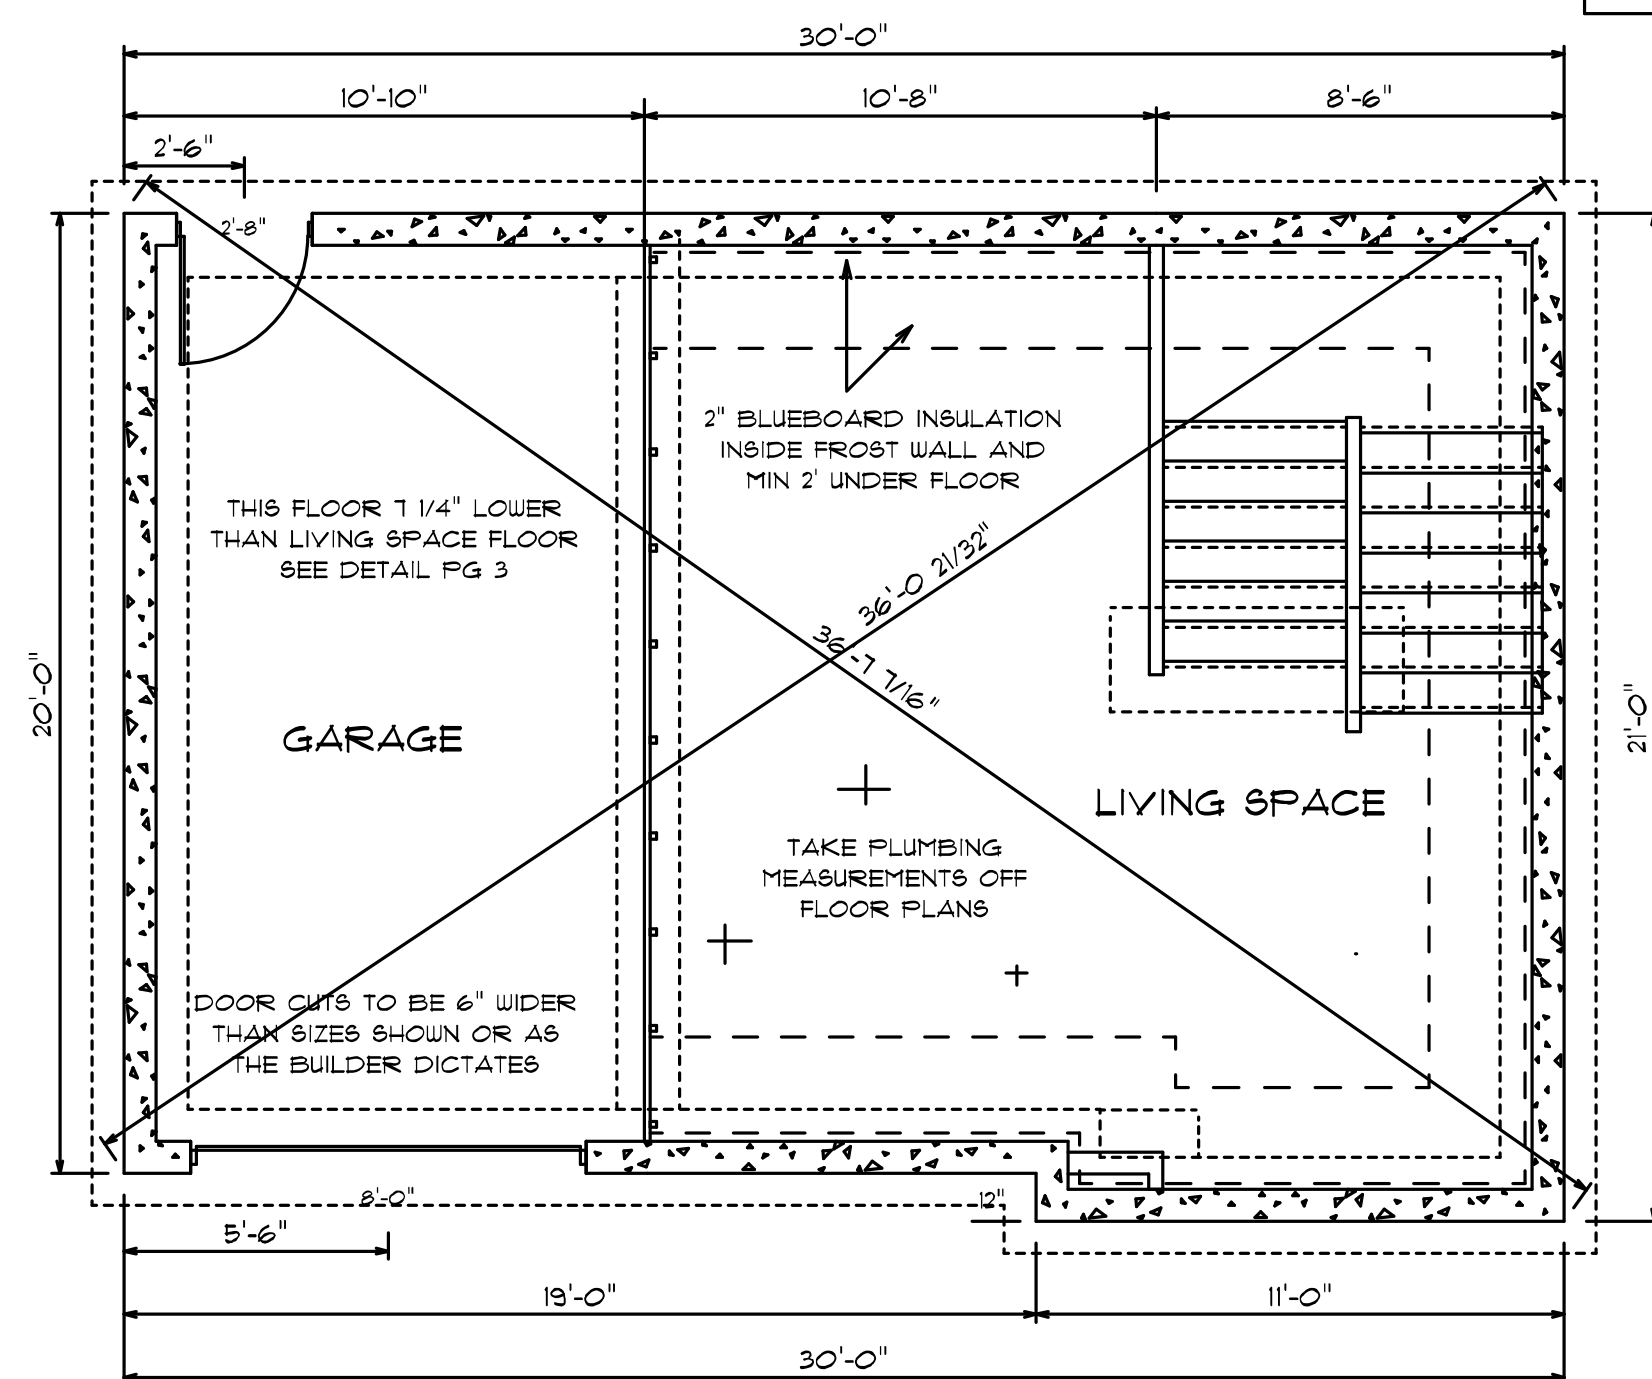 30'-0"
10'-10"
10'-8"
8'-6"
2'-6"
2'-8"
2" BLUEBOARD INSULATION
INSIDE FROST WALL AND
MIN 2' UNDER FLOOR
THIS FLOOR 7 1/4" LOWER
THAN LIVING SPACE FLOOR
SEE DETAIL PG 3
36'-0 21/32"
36'-7 7/16"
20'-0"
21'-0"
GARAGE
LIVING SPACE
TAKE PLUMBING
MEASUREMENTS OFF
FLOOR PLANS
DOOR CUTS TO BE 6" WIDER
THAN SIZES SHOWN OR AS
THE BUILDER DICTATES
8'-0"
12"
5'-6"
19'-0"
11'-0"
30'-0"